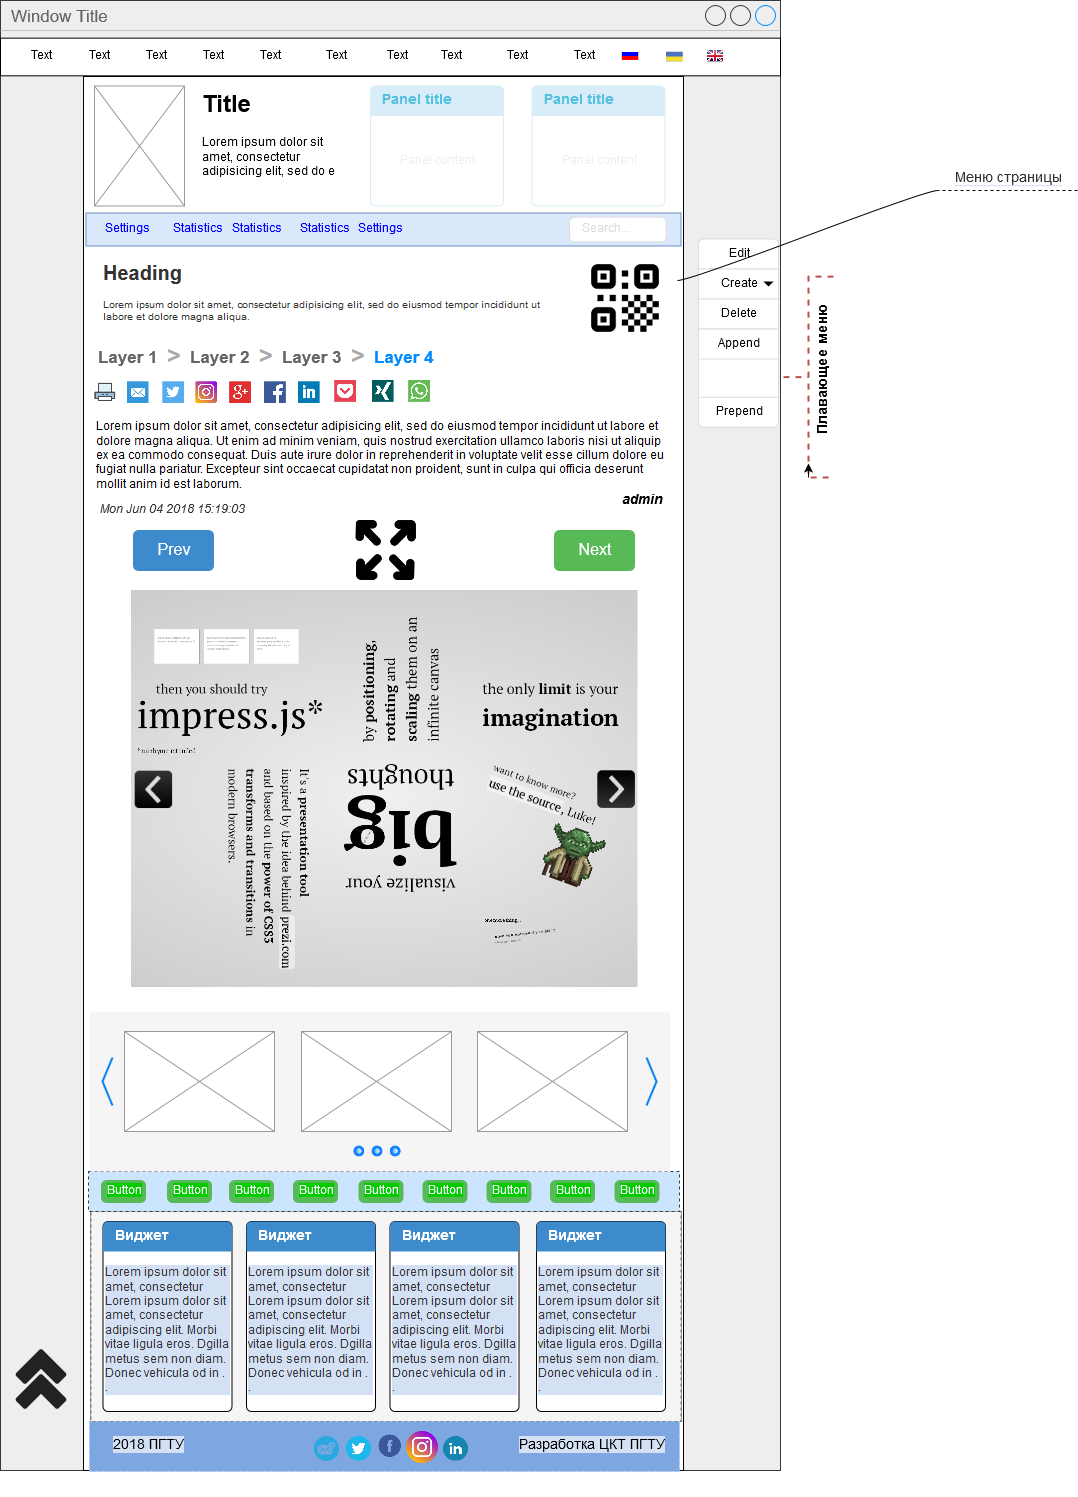 Window Title
Text Text Text Text Text Text Text Text Text Text
Title
Lorem ipsum dolor sit
amet, consectetur
adipisicing elit, sed do e
Panel title
Panel content
Panel title
Panel content
Меню страницы
Settings Statistics Statistics Statistics Settings
Search...
Heading
Lorem ipsum dolor sit amet, consectetur adipisicing elit, sed do eiusmod tempor incididunt ut
labore et dolore magna aliqua.
Edit
Create
Delete
Append
Prepend
Плавающее меню
Layer 1 > Layer 2 > Layer 3 > Layer 4
Lorem ipsum dolor sit amet, consectetur adipisicing elit, sed do eiusmod tempor incididunt ut labore et
dolore magna aliqua. Ut enim ad minim veniam, quis nostrud exercitation ullamco laboris nisi ut aliquip
ex ea commodo consequat. Duis aute irure dolor in reprehenderit in voluptate velit esse cillum dolore eu
fugiat nulla pariatur. Excepteur sint occaecat cupidatat non proident, sunt in culpa qui officia deserunt
mollit anim id est laborum.
admin
Mon Jun 04 2018 15:19:03
Prev
Next
then you should try
impress.js*
* no rhyme intended
by positioning,
rotating and
scaling them on an
infinite canvas
the only limit is your
imagination
It's a presentation tool
inspired by the idea behind prezi.com
and based on the power of CSS3
transforms and transitions in
modern browsers.
visualize your
big
thoughts
want to know more?
use the source, Luke!
Button Button Button Button Button Button Button Button Button
Виджет
Lorem ipsum dolor sit
amet, consectetur
Lorem ipsum dolor sit
amet, consectetur
adipiscing elit. Morbi
vitae ligula eros. Dgilla
metus sem non diam.
Donec vehicula od in .
.
Виджет
Lorem ipsum dolor sit
amet, consectetur
Lorem ipsum dolor sit
amet, consectetur
adipiscing elit. Morbi
vitae ligula eros. Dgilla
metus sem non diam.
Donec vehicula od in .
.
Виджет
Lorem ipsum dolor sit
amet, consectetur
Lorem ipsum dolor sit
amet, consectetur
adipiscing elit. Morbi
vitae ligula eros. Dgilla
metus sem non diam.
Donec vehicula od in .
.
Виджет
Lorem ipsum dolor sit
amet, consectetur
Lorem ipsum dolor sit
amet, consectetur
adipiscing elit. Morbi
vitae ligula eros. Dgilla
metus sem non diam.
Donec vehicula od in .
.
2018 ПГТУ
Разработка ЦКТ ПГТУ